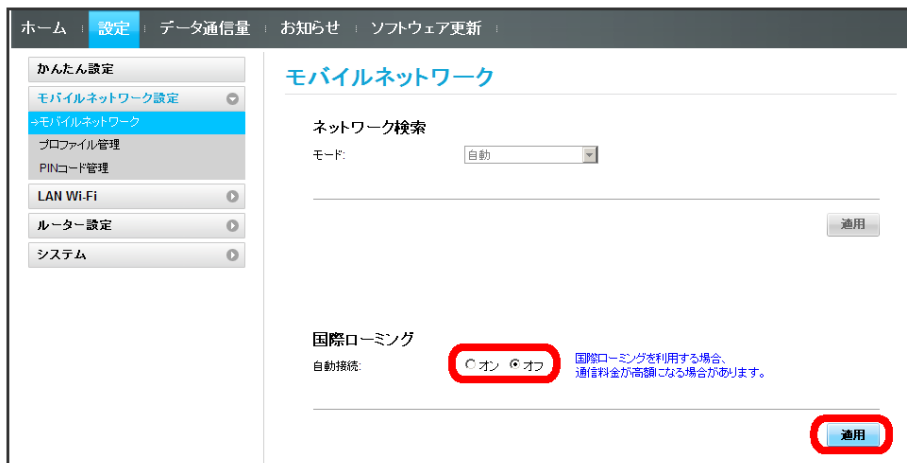 ホーム 設定 データ通信量 お知らせ ソフトウェア更新
かんたん設定
モバイルネットワーク設定
→モバイルネットワーク
プロファイル管理
PINコード管理
LAN Wi-Fi
ルーター設定
システム
モバイルネットワーク
ネットワーク検索
モード: 自動
適用
国際ローミング
自動接続: オン オフ
国際ローミングを利用する場合、
通信料金が高額になる場合があります。
適用